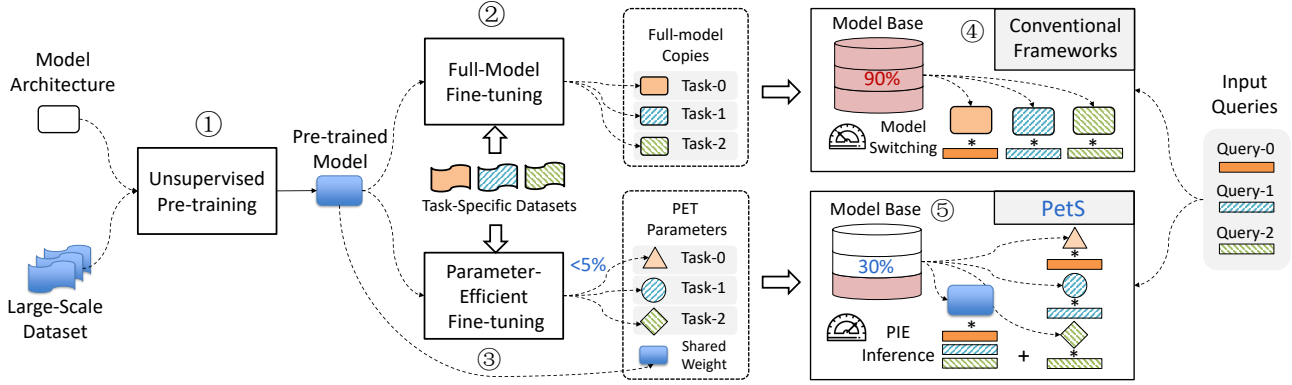 Model
Architecture
Large-Scale
Dataset
①
Unsupervised
Pre-training
Pre-trained
Model
②
Full-Model
Fine-tuning
Task-Specific Datasets
Parameter-
Efficient
Fine-tuning
③
<5%
Full-model
Copies
Task-0
Task-1
Task-2
PET
Parameters
Task-0
Task-1
Task-2
Shared
Weight
Model Base
④
Conventional
Frameworks
90%
Model
Switching
*
*
*
Model Base
⑤
PetS
30%
PIE
Inference
*
+
*
*
*
Input
Queries
Query-0
Query-1
Query-2